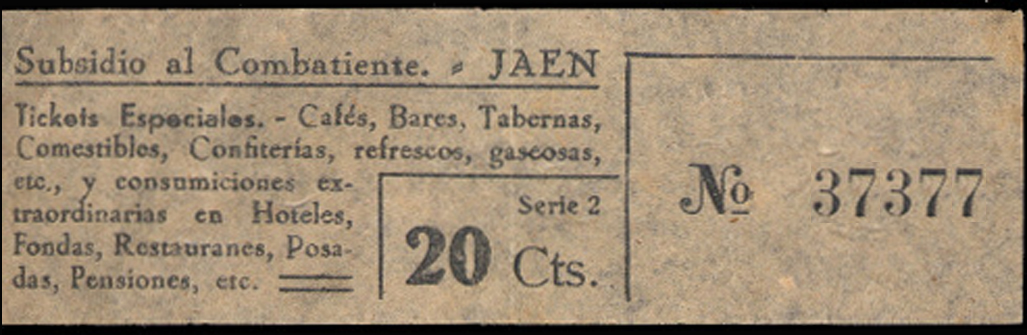 Subsidio al Combatiente. - JAEN
Tickets Especiales. - Cafés, Bares, Tabernas,
Comestibles, Confiterías, refrescos, gaseosas,
etc., y consumiciones ex-
traordinarias en Hoteles,
Fondas, Restauranes, Posa-
das, Pensiones, etc.
Serie 2
20 Cts.
No 37377